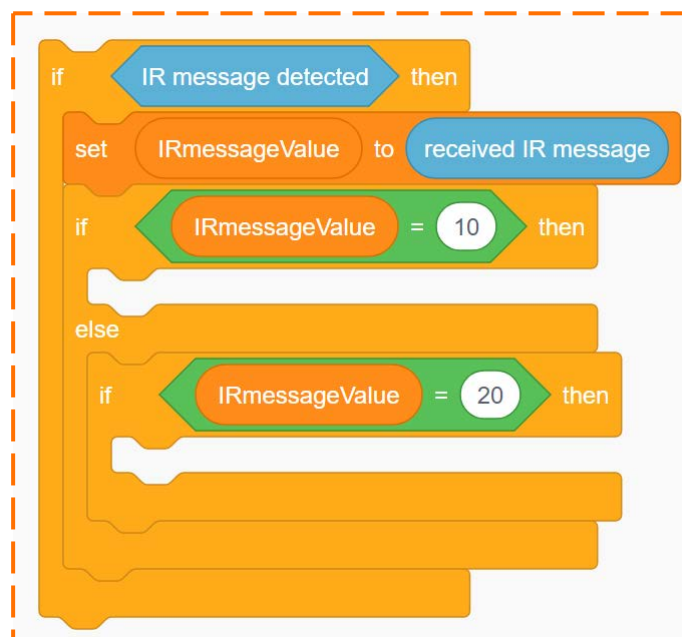 if IR message detected then
set IRmessageValue to received IR message
if IRmessageValue = 10 then
else
if IRmessageValue = 20 then